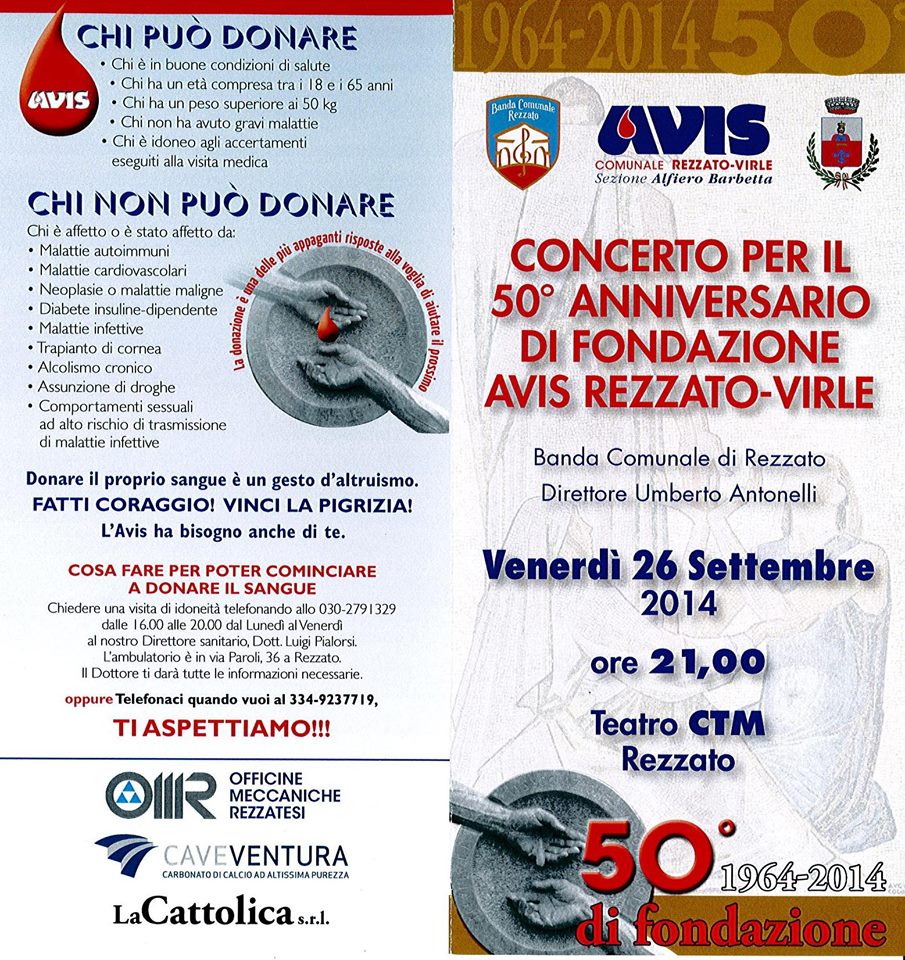 CHI PUÒ DONARE
• Chi è in buone condizioni di salute
• Chi ha un età compresa tra i 18 e i 65 anni
• Chi ha un peso superiore ai 50 kg
• Chi non ha avuto gravi malattie
• Chi è idoneo agli accertamenti
eseguiti alla visita medica
AVIS
CHI NON PUÒ DONARE
Chi è affetto o è stato affetto da:
• Malattie autoimmuni
• Malattie cardiovascolari
• Neoplasie o malattie maligne
• Diabete insuline-dipendente
• Malattie infettive
• Trapianto di cornea
• Alcolismo cronico
• Assunzione di droghe
• Comportamenti sessuali
ad alto rischio di trasmissione
di malattie infettive
La donazione è una delle più appaganti risposte alla voglia di aiutare il prossimo
Donare il proprio sangue è un gesto d'altruismo.
FATTI CORAGGIO! VINCI LA PIGRIZIA!
L'Avis ha bisogno anche di te.
COSA FARE PER POTER COMINCIARE
A DONARE IL SANGUE
Chiedere una visita di idoneità telefonando allo 030-2791329
dalle 16.00 alle 20.00 dal Lunedì al Venerdì
al nostro Direttore sanitario, Dott. Luigi Pialorsi.
L'ambulatorio è in via Paroli, 36 a Rezzato.
Il Dottore ti darà tutte le informazioni necessarie.
oppure Telefonaci quando vuoi al 334-9237719,
TI ASPETTIAMO!!!
OMR OFFICINE
MECCANICHE
REZZATESI
CAVEVENTURA
CARBONATO DI CALCIO AD ALTISSIMA PUREZZA
La Cattolica s.r.l.
1964-2014 50°
Banda Comunale
Rezzato
AVIS
COMUNALE REZZATO-VIRLE
Sezione Alfiero Barbetta
CONCERTO PER IL
50° ANNIVERSARIO
DI FONDAZIONE
AVIS REZZATO-VIRLE
Banda Comunale di Rezzato
Direttore Umberto Antonelli
Venerdì 26 Settembre
2014
ore 21,00
Teatro CTM
Rezzato
50°
1964-2014
di fondazione